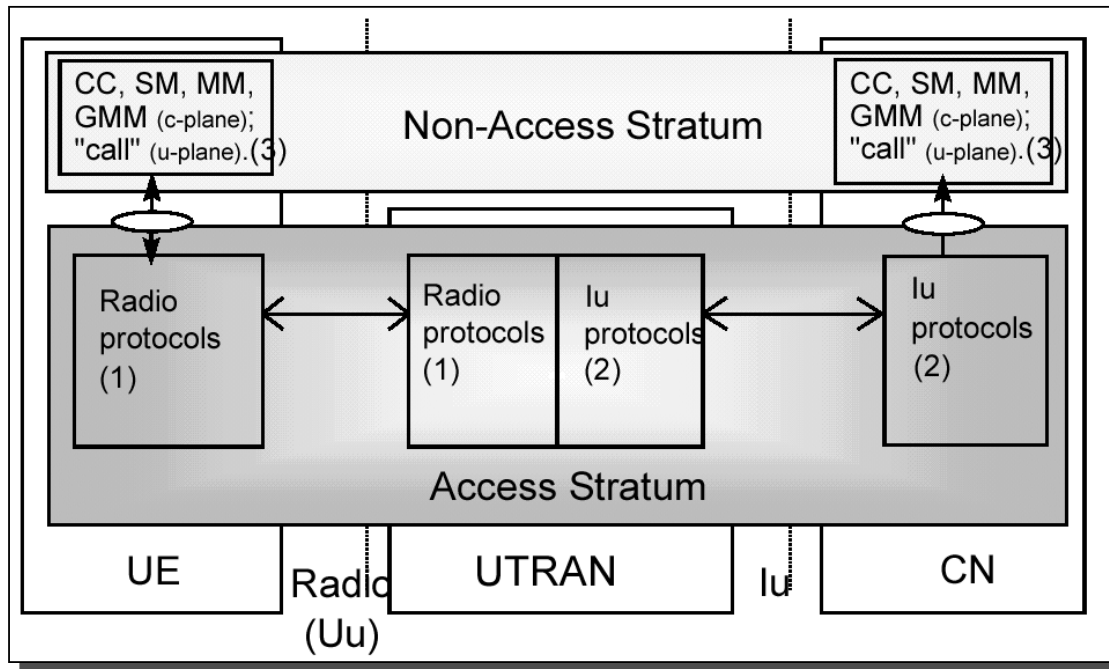 CC, SM, MM,
GMM (c-plane);
"call" (u-plane).(3)
Non-Access Stratum
CC, SM, MM,
GMM (c-plane);
"call" (u-plane).(3)
Radio
protocols
(1)
Radio
protocols
(1)
Iu
protocols
(2)
Iu
protocols
(2)
Access Stratum
UE
Radio
(Uu)
UTRAN
Iu
CN